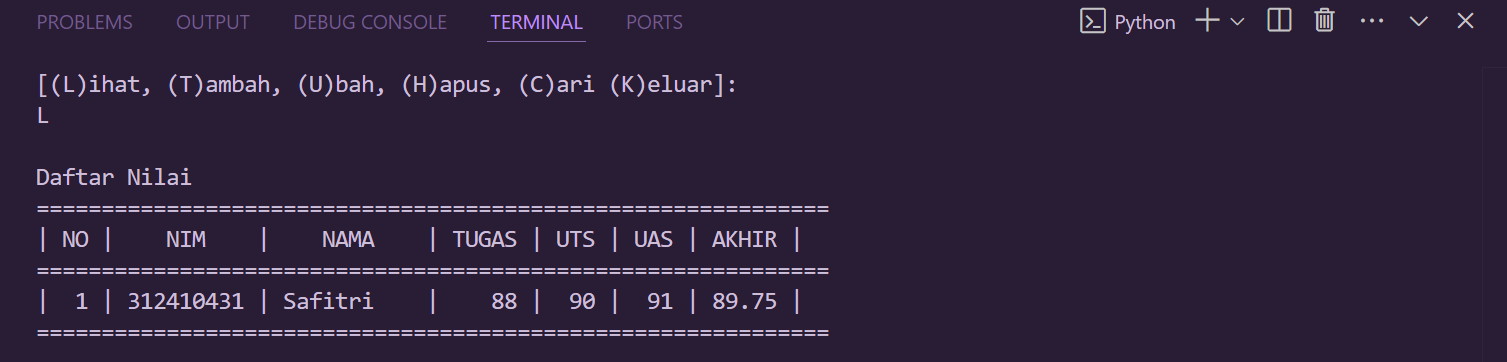 PROBLEMS OUTPUT DEBUG CONSOLE TERMINAL PORTS Python
[(L)ihat, (T)ambah, (U)bah, (H)apus, (C)ari (K)eluar]:
L
Daftar Nilai
=============================================================
| NO |    NIM    |    NAMA    | TUGAS | UTS | UAS | AKHIR |
=============================================================
|  1 | 312410431 | Safitri    |    88 |  90 |  91 | 89.75 |
=============================================================